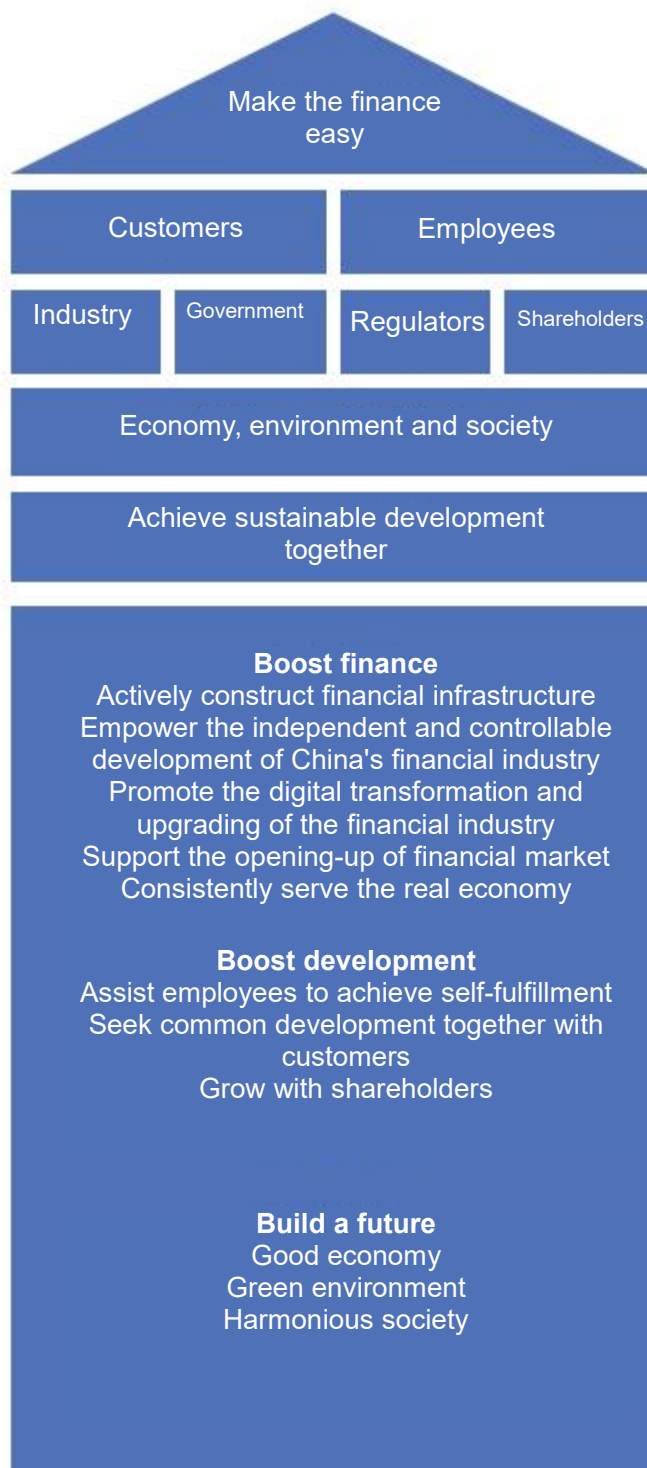 Make the finance
easy
Customers
Employees
Industry
Government
Regulators
Shareholders
Economy, environment and society
Achieve sustainable development
together
Boost finance
Actively construct financial infrastructure
Empower the independent and controllable
development of China's financial industry
Promote the digital transformation and
upgrading of the financial industry
Support the opening-up of financial market
Consistently serve the real economy
Boost development
Assist employees to achieve self-fulfillment
Seek common development together with
customers
Grow with shareholders
Build a future
Good economy
Green environment
Harmonious society